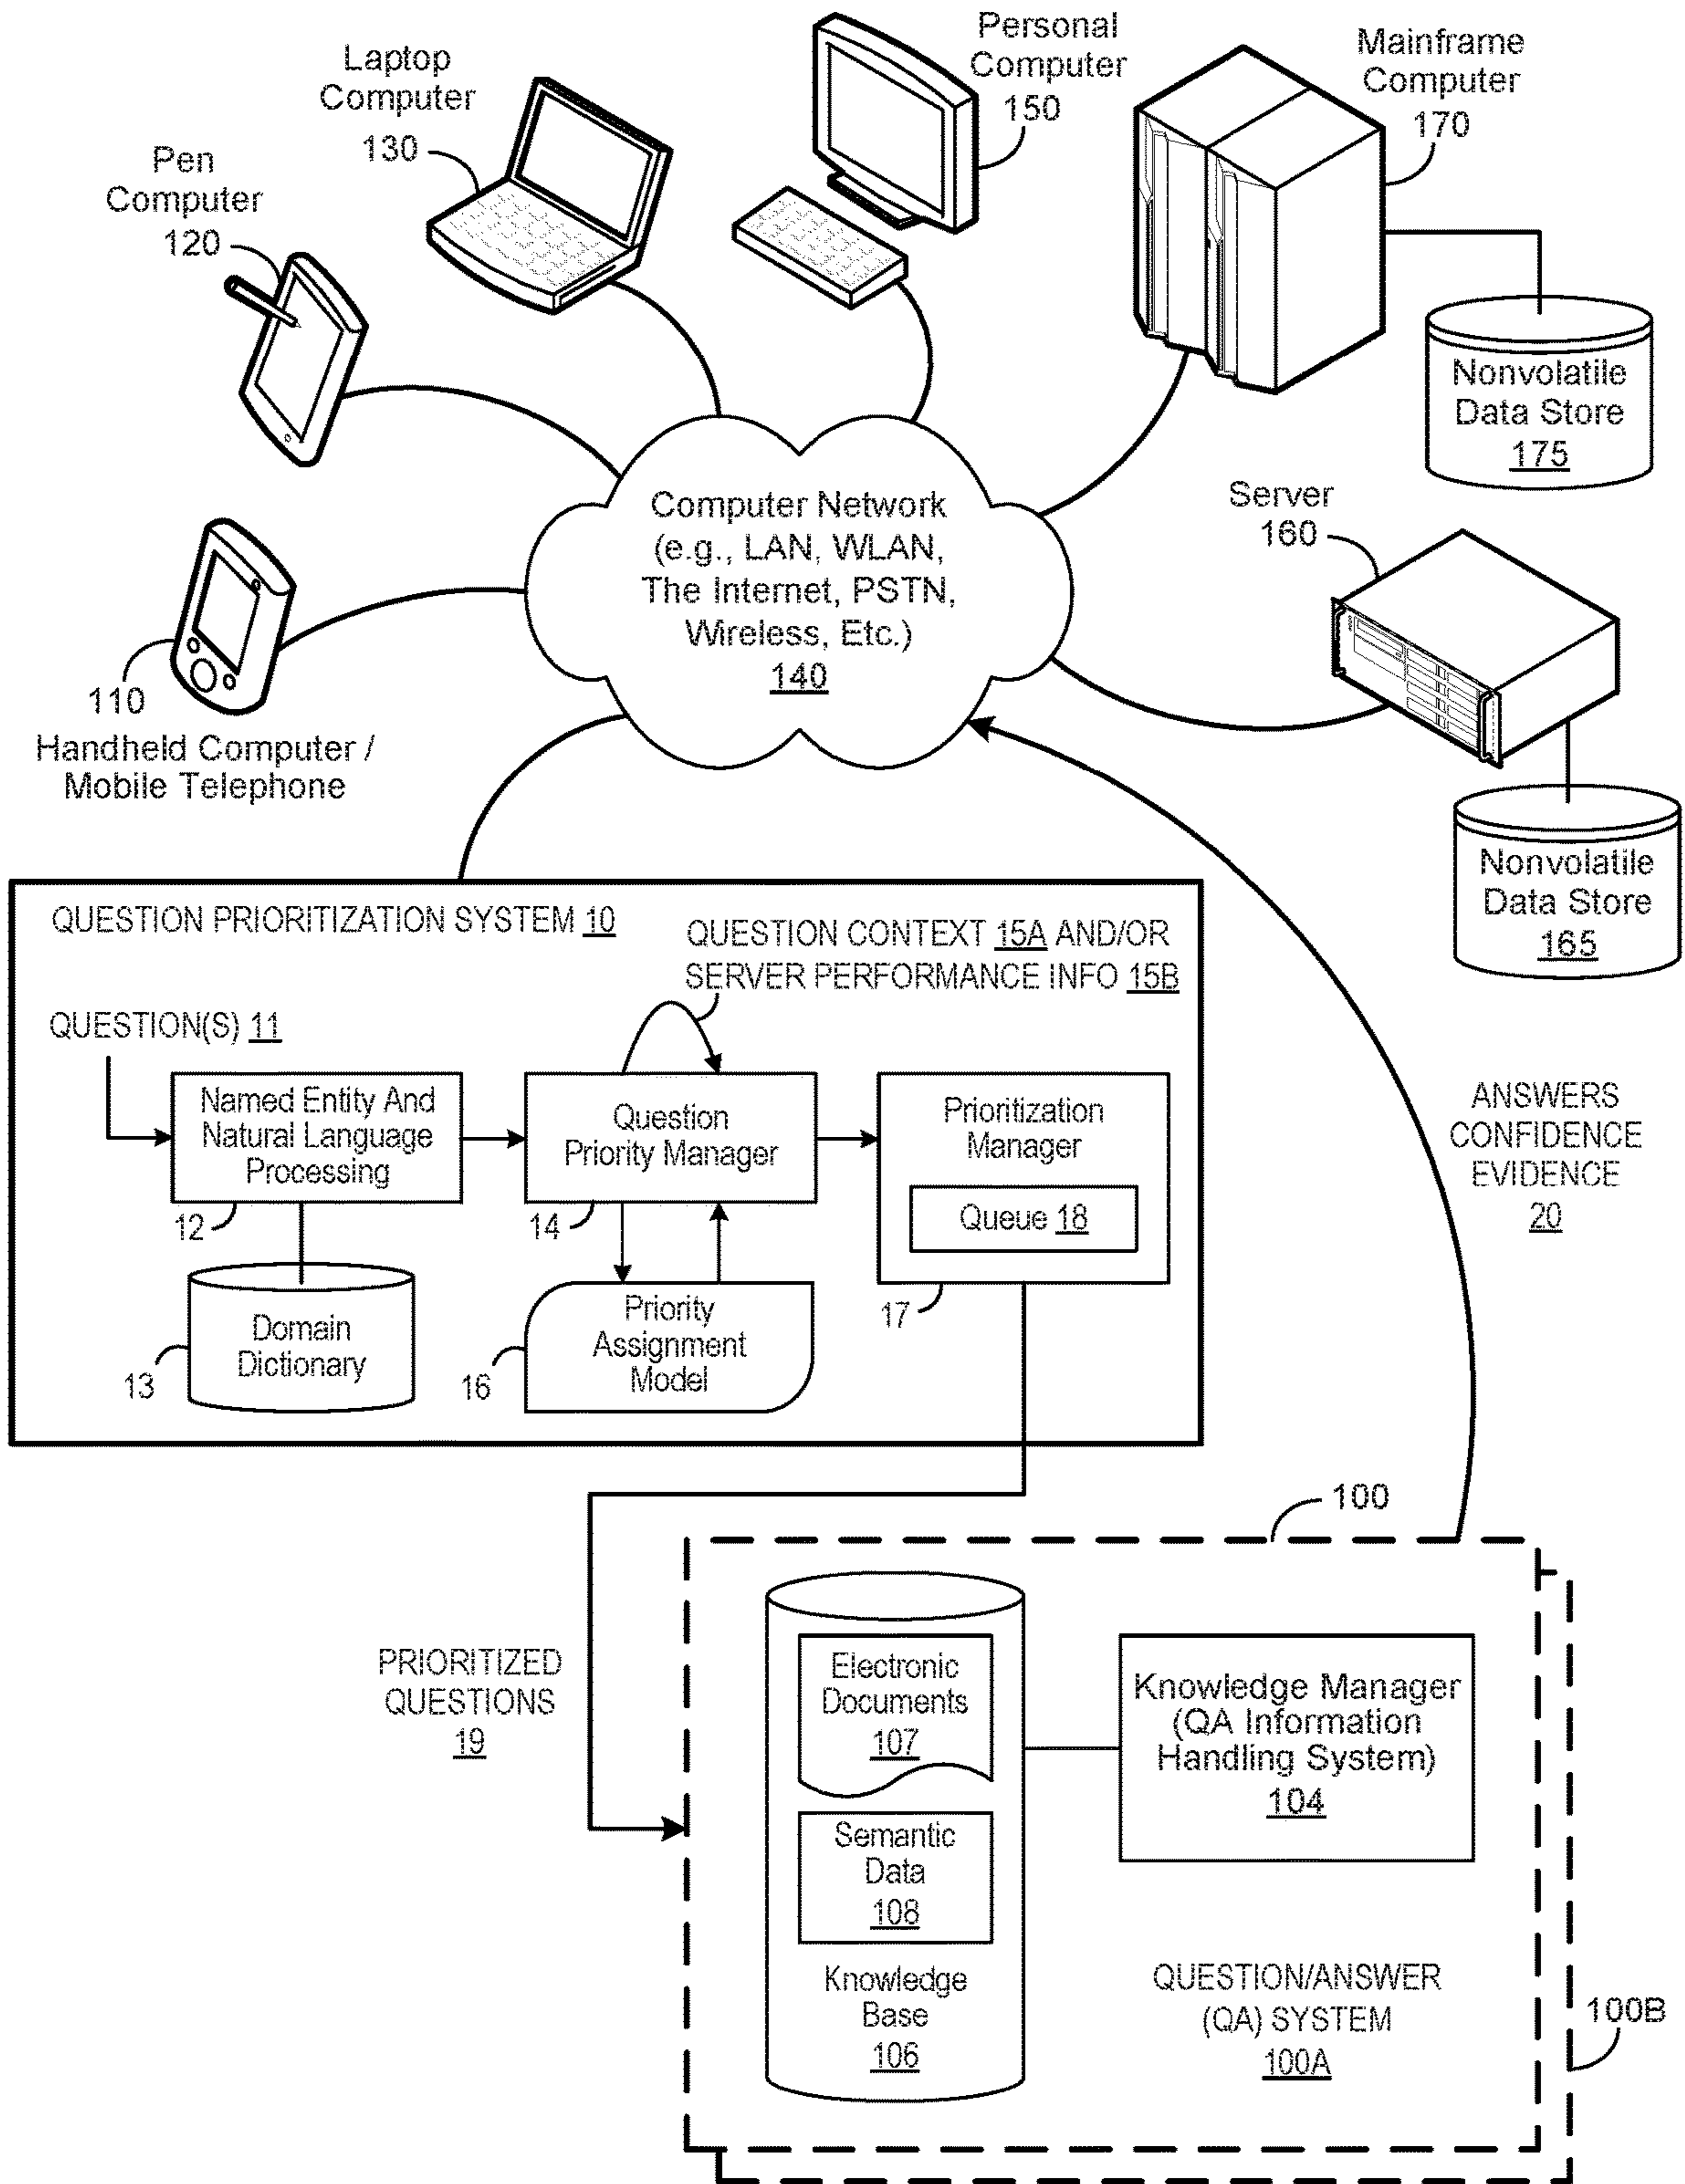 Laptop
Computer
130
Personal
Computer
150
Mainframe
Computer
170
Pen
Computer
120
Nonvolatile
Data Store
175
Server
160
Computer Network
(e.g., LAN, WLAN,
The Internet, PSTN,
Wireless, Etc.)
140
110
Handheld Computer /
Mobile Telephone
Nonvolatile
Data Store
165
QUESTION PRIORITIZATION SYSTEM 10
QUESTION CONTEXT 15A AND/OR
SERVER PERFORMANCE INFO 15B
QUESTION(S) 11
Named Entity And
Natural Language
Processing
12
Question
Priority Manager
14
Prioritization
Manager
Queue 18
17
Domain
Dictionary
13
Priority
Assignment
Model
16
ANSWERS
CONFIDENCE
EVIDENCE
20
100
PRIORITIZED
QUESTIONS
19
Electronic
Documents
107
Semantic
Data
108
Knowledge
Base
106
Knowledge Manager
(QA Information
Handling System)
104
QUESTION/ANSWER
(QA) SYSTEM
100A
100B